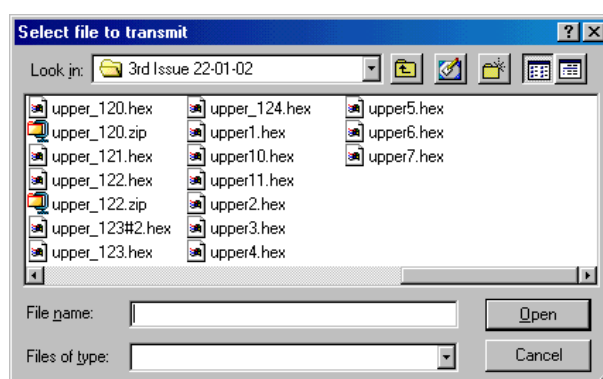 Select file to transmit
Look in: 3rd Issue 22-01-02
upper_120.hex
upper_120.zip
upper_121.hex
upper_122.hex
upper_122.zip
upper_123#2.hex
upper_123.hex
upper_124.hex
upper1.hex
upper10.hex
upper11.hex
upper2.hex
upper3.hex
upper4.hex
upper5.hex
upper6.hex
upper7.hex
File name:
Open
Files of type:
Cancel